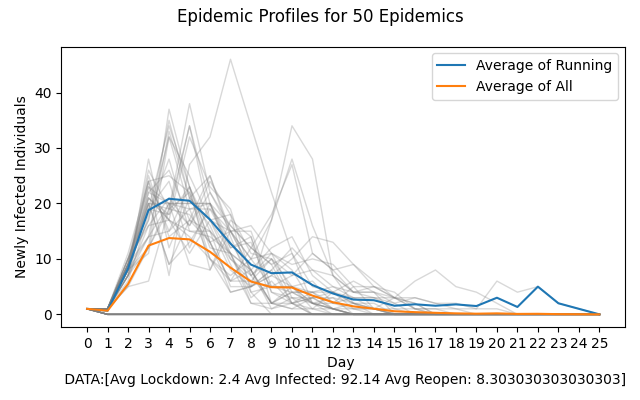 Epidemic Profiles for 50 Epidemics
Newly Infected Individuals
40
30
20
10
0
Average of Running
Average of All
0 1 2 3 4 5 6 7 8 9 10 11 12 13 14 15 16 17 18 19 20 21 22 23 24 25
Day
DATA:[Avg Lockdown: 2.4 Avg Infected: 92.14 Avg Reopen: 8.303030303030303]